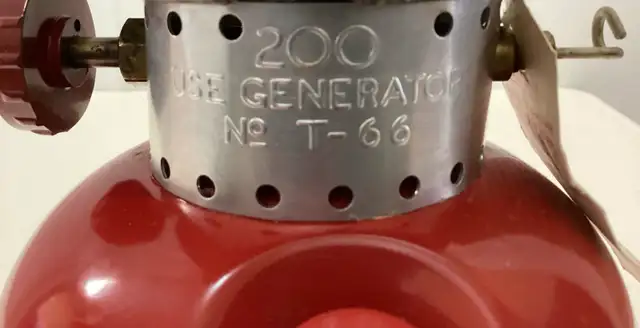 200
USE GENERATOR
Nº T-66